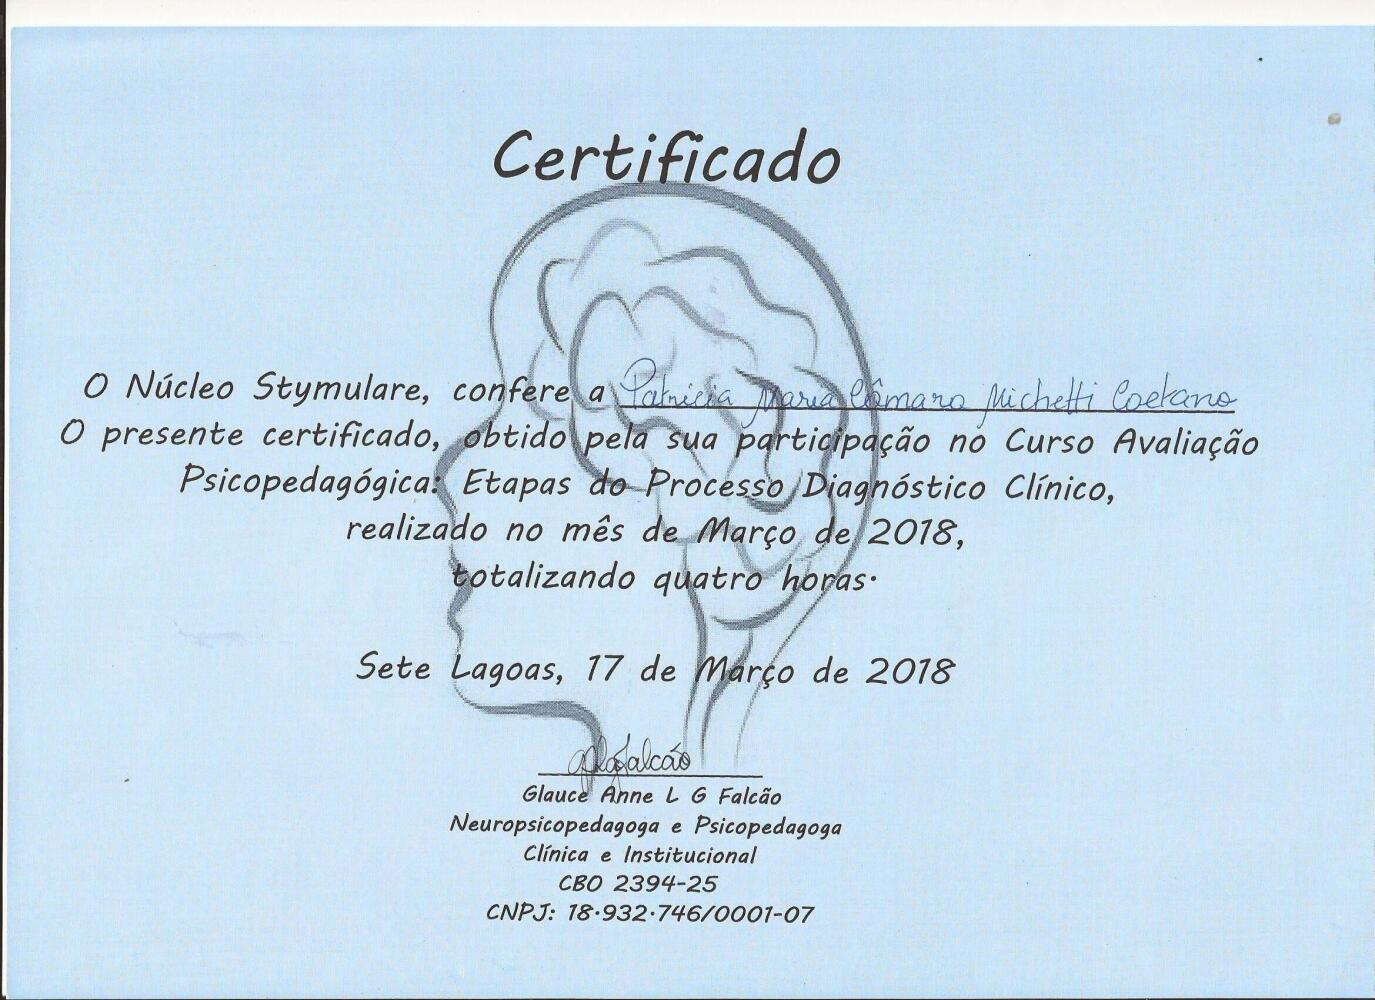 Certificado
O Núcleo Stymulare, confere a Patricia Maria Câmara Michetti Caetano
O presente certificado, obtido pela sua participação no Curso Avaliação
Psicopedagógica: Etapas do Processo Diagnóstico Clínico,
realizado no mês de Março de 2018,
totalizando quatro horas.
Sete Lagoas, 17 de Março de 2018
Falcão
Glauce Anne L G Falcão
Neuropsicopedagoga e Psicopedagoga
Clínica e Institucional
CBO 2394-25
CNPJ: 18.932.746/0001-07